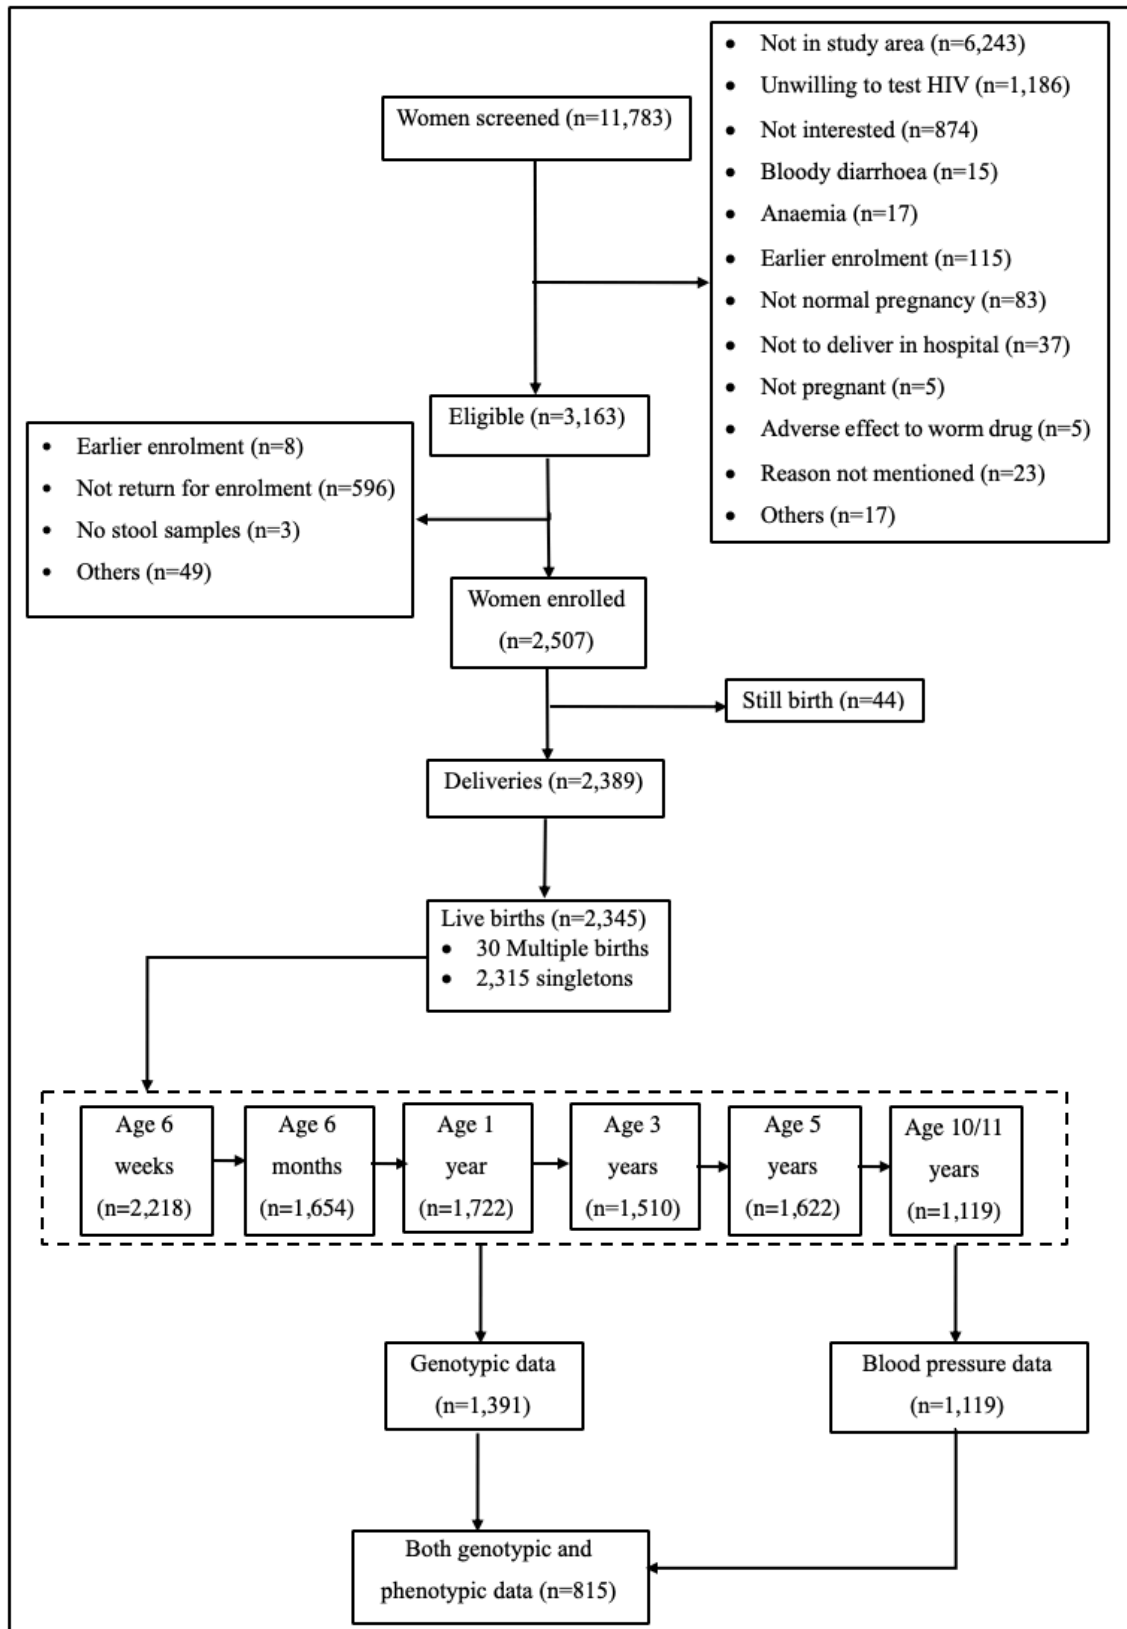 Women screened (n=11,783)
• Not in study area (n=6,243)
• Unwilling to test HIV (n=1,186)
• Not interested (n=874)
• Bloody diarrhoea (n=15)
• Anaemia (n=17)
• Earlier enrolment (n=115)
• Not normal pregnancy (n=83)
• Not to deliver in hospital (n=37)
• Not pregnant (n=5)
• Adverse effect to worm drug (n=5)
• Reason not mentioned (n=23)
• Others (n=17)
Eligible (n=3,163)
• Earlier enrolment (n=8)
• Not return for enrolment (n=596)
• No stool samples (n=3)
• Others (n=49)
Women enrolled
(n=2,507)
Still birth (n=44)
Deliveries (n=2,389)
Live births (n=2,345)
• 30 Multiple births
• 2,315 singletons
Age 6
weeks
(n=2,218)
Age 6
months
(n=1,654)
Age 1
year
(n=1,722)
Age 3
years
(n=1,510)
Age 5
years
(n=1,622)
Age 10/11
years
(n=1,119)
Genotypic data
(n=1,391)
Blood pressure data
(n=1,119)
Both genotypic and
phenotypic data (n=815)